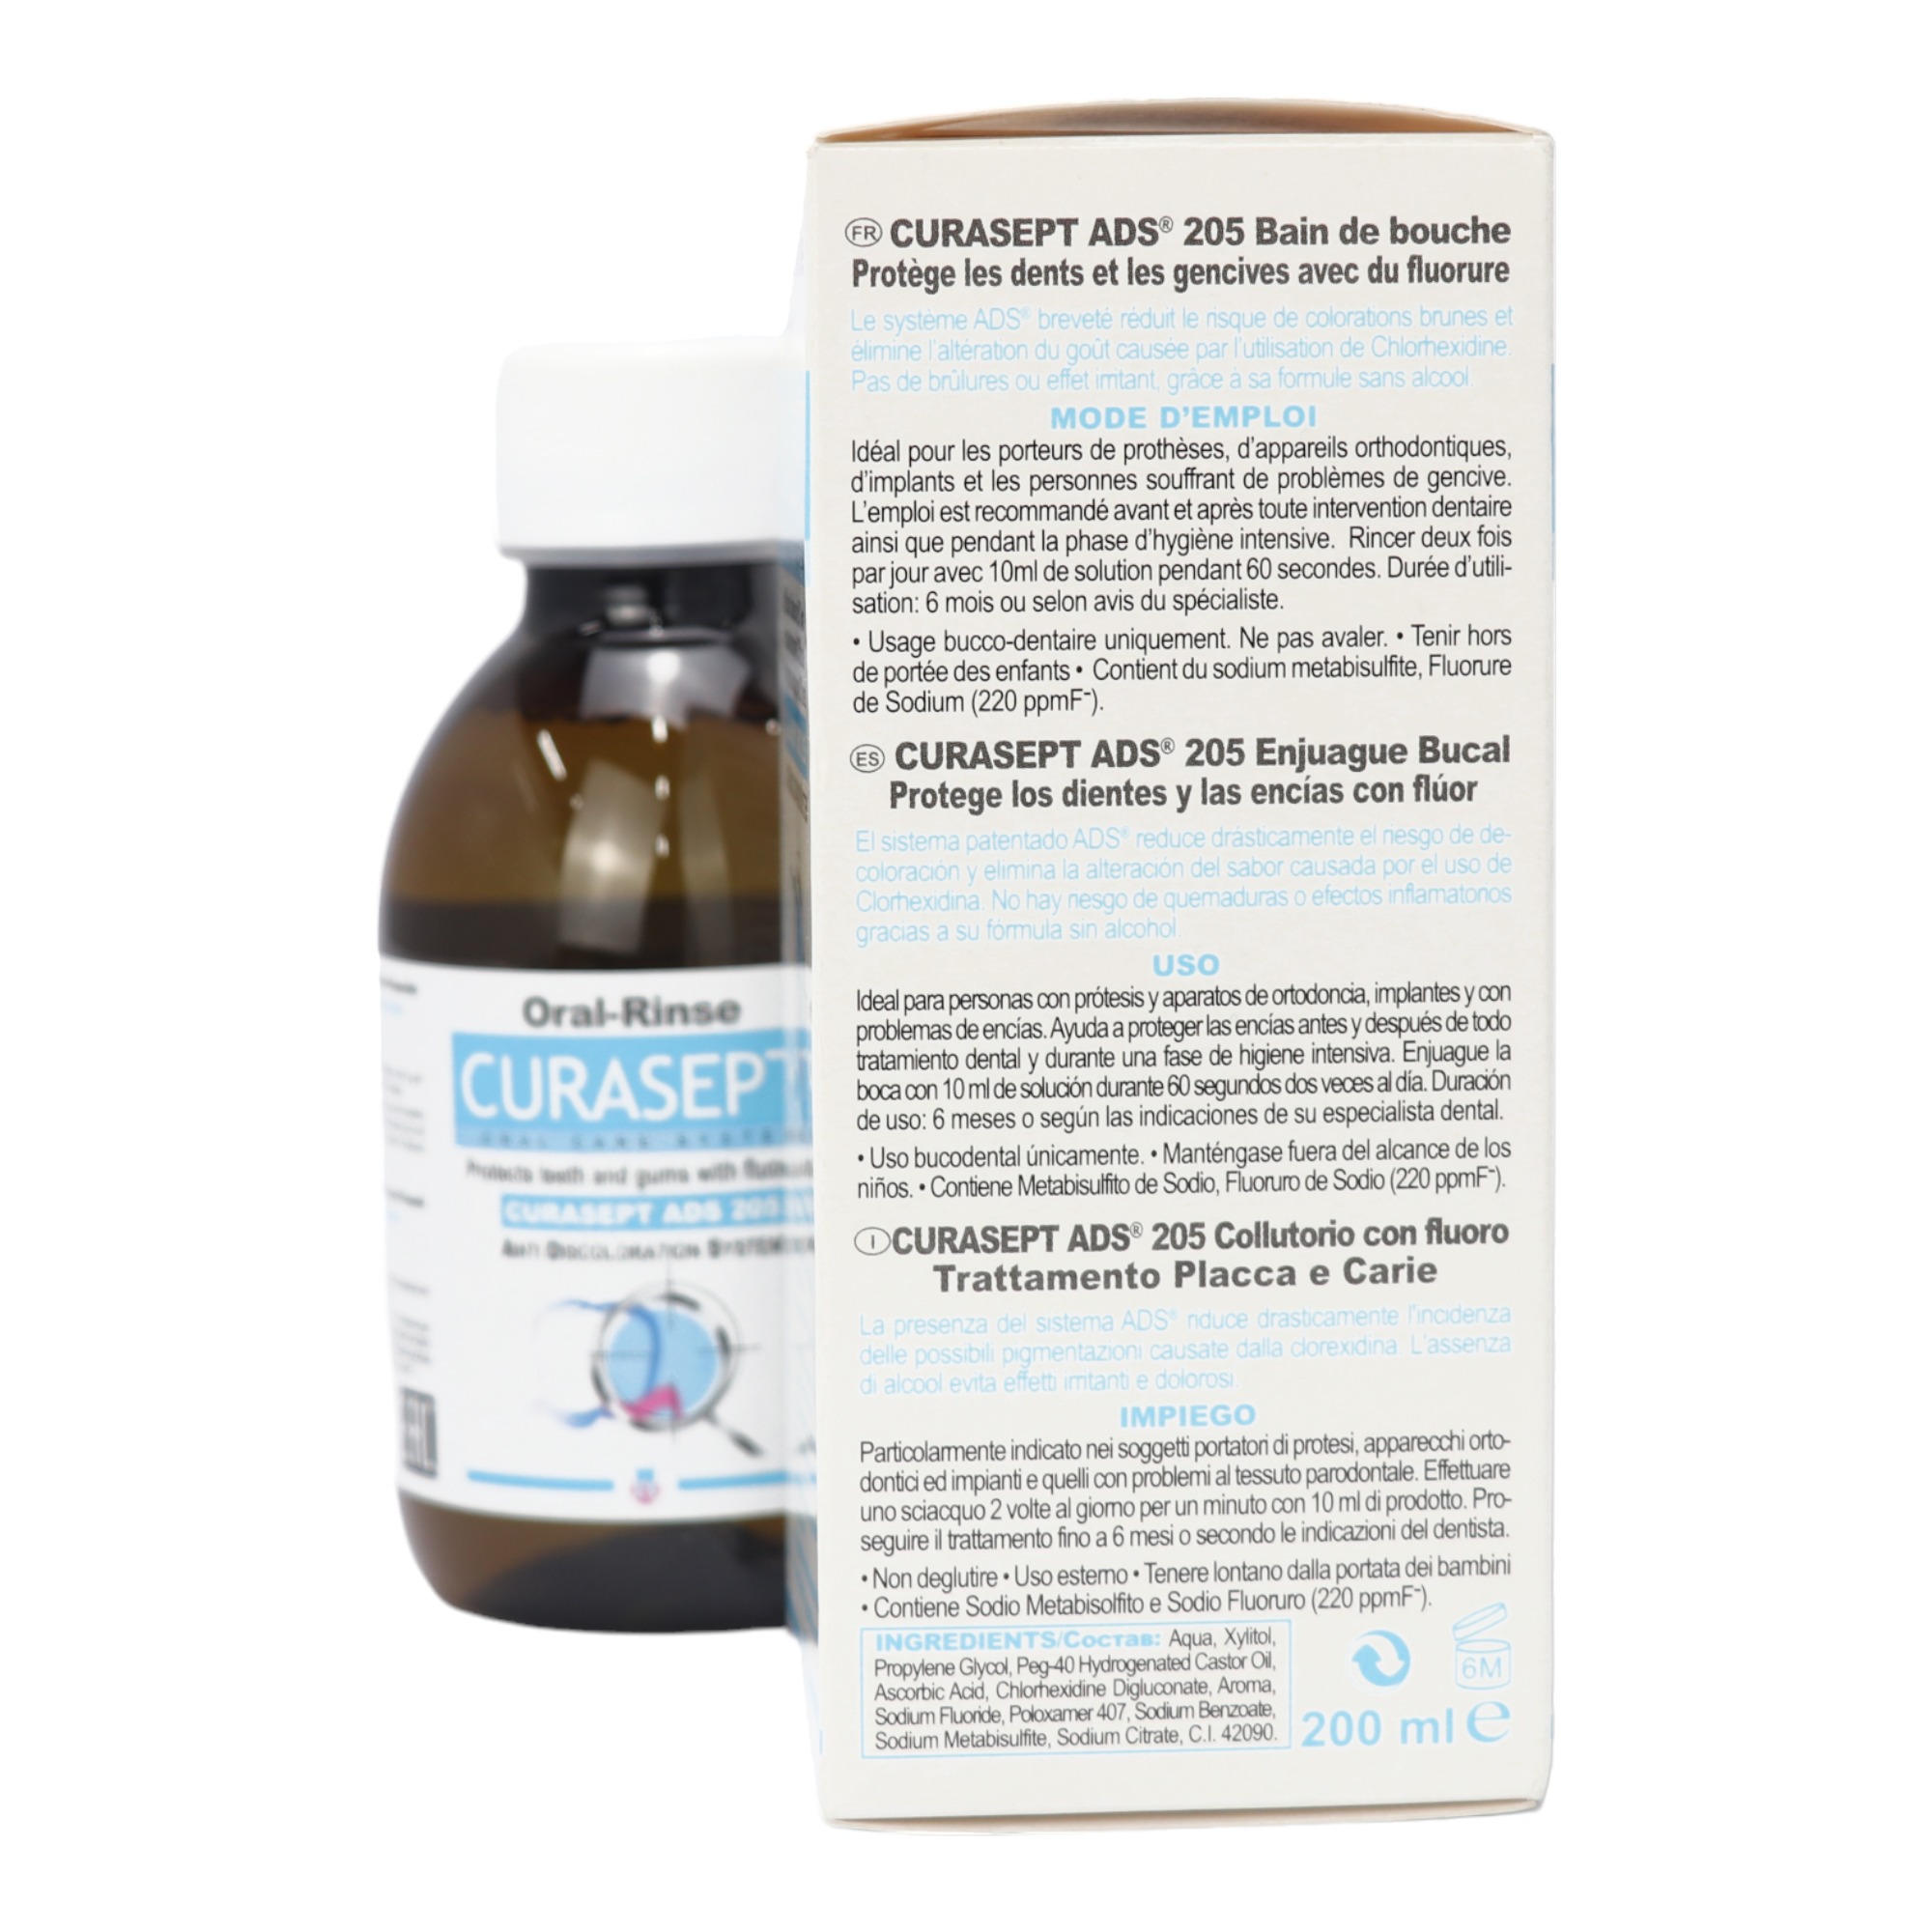 FR CURASEPT ADS® 205 Bain de bouche
Protège les dents et les gencives avec du fluorure
Le système ADS® breveté réduit le risque de colorations brunes et
élimine l'altération du goût causée par l'utilisation de Chlorhexidine.
Pas de brûlures ou effet irritant, grâce à sa formule sans alcool.
MODE D'EMPLOI
Idéal pour les porteurs de prothèses, d'appareils orthodontiques,
d'implants et les personnes souffrant de problèmes de gencive.
L'emploi est recommandé avant et après toute intervention dentaire
ainsi que pendant la phase d'hygiène intensive. Rincer deux fois
par jour avec 10ml de solution pendant 60 secondes. Durée d'utili-
sation: 6 mois ou selon avis du spécialiste.
• Usage bucco-dentaire uniquement. Ne pas avaler. • Tenir hors
de portée des enfants • Contient du sodium metabisulfite, Fluorure
de Sodium (220 ppmF⁻).
ES CURASEPT ADS® 205 Enjuague Bucal
Protege los dientes y las encías con flúor
El sistema patentado ADS® reduce drásticamente el riesgo de de-
coloración y elimina la alteración del sabor causada por el uso de
Clorhexidina. No hay riesgo de quemaduras o efectos inflamatorios
gracias a su fórmula sin alcohol.
USO
Ideal para personas con prótesis y aparatos de ortodoncia, implantes y con
problemas de encías. Ayuda a proteger las encías antes y después de todo
tratamiento dental y durante una fase de higiene intensiva. Enjuague la
boca con 10 ml de solución durante 60 segundos dos veces al día. Duración
de uso: 6 meses o según las indicaciones de su especialista dental.
• Uso bucodental únicamente. • Manténgase fuera del alcance de los
niños. • Contiene Metabisulfito de Sodio, Fluoruro de Sodio (220 ppmF⁻).
I CURASEPT ADS® 205 Collutorio con fluoro
Trattamento Placca e Carie
La presenza del sistema ADS® riduce drasticamente l'incidenza
delle possibili pigmentazioni causate dalla clorexidina. L'assenza
di alcool evita effetti irritanti e dolorosi.
IMPIEGO
Particolarmente indicato nei soggetti portatori di protesi, apparecchi orto-
dontici ed impianti e quelli con problemi al tessuto parodontale. Effettuare
uno sciacquo 2 volte al giorno per un minuto con 10 ml di prodotto. Pro-
seguire il trattamento fino a 6 mesi o secondo le indicazioni del dentista.
• Non deglutire • Uso esterno • Tenere lontano dalla portata dei bambini
• Contiene Sodio Metabisolfito e Sodio Fluoruro (220 ppmF⁻).
INGREDIENTS/Состав: Aqua, Xylitol,
Propylene Glycol, Peg-40 Hydrogenated Castor Oil,
Ascorbic Acid, Chlorhexidine Digluconate, Aroma,
Sodium Fluoride, Poloxamer 407, Sodium Benzoate,
Sodium Metabisulfite, Sodium Citrate, C.I. 42090.
6M
200 ml e
Oral-Rinse
CURASEPT
ORAL CARE
Protects teeth and gums with
CURASEPT ADS 205
ANTI DISCOLORATION SYSTEM